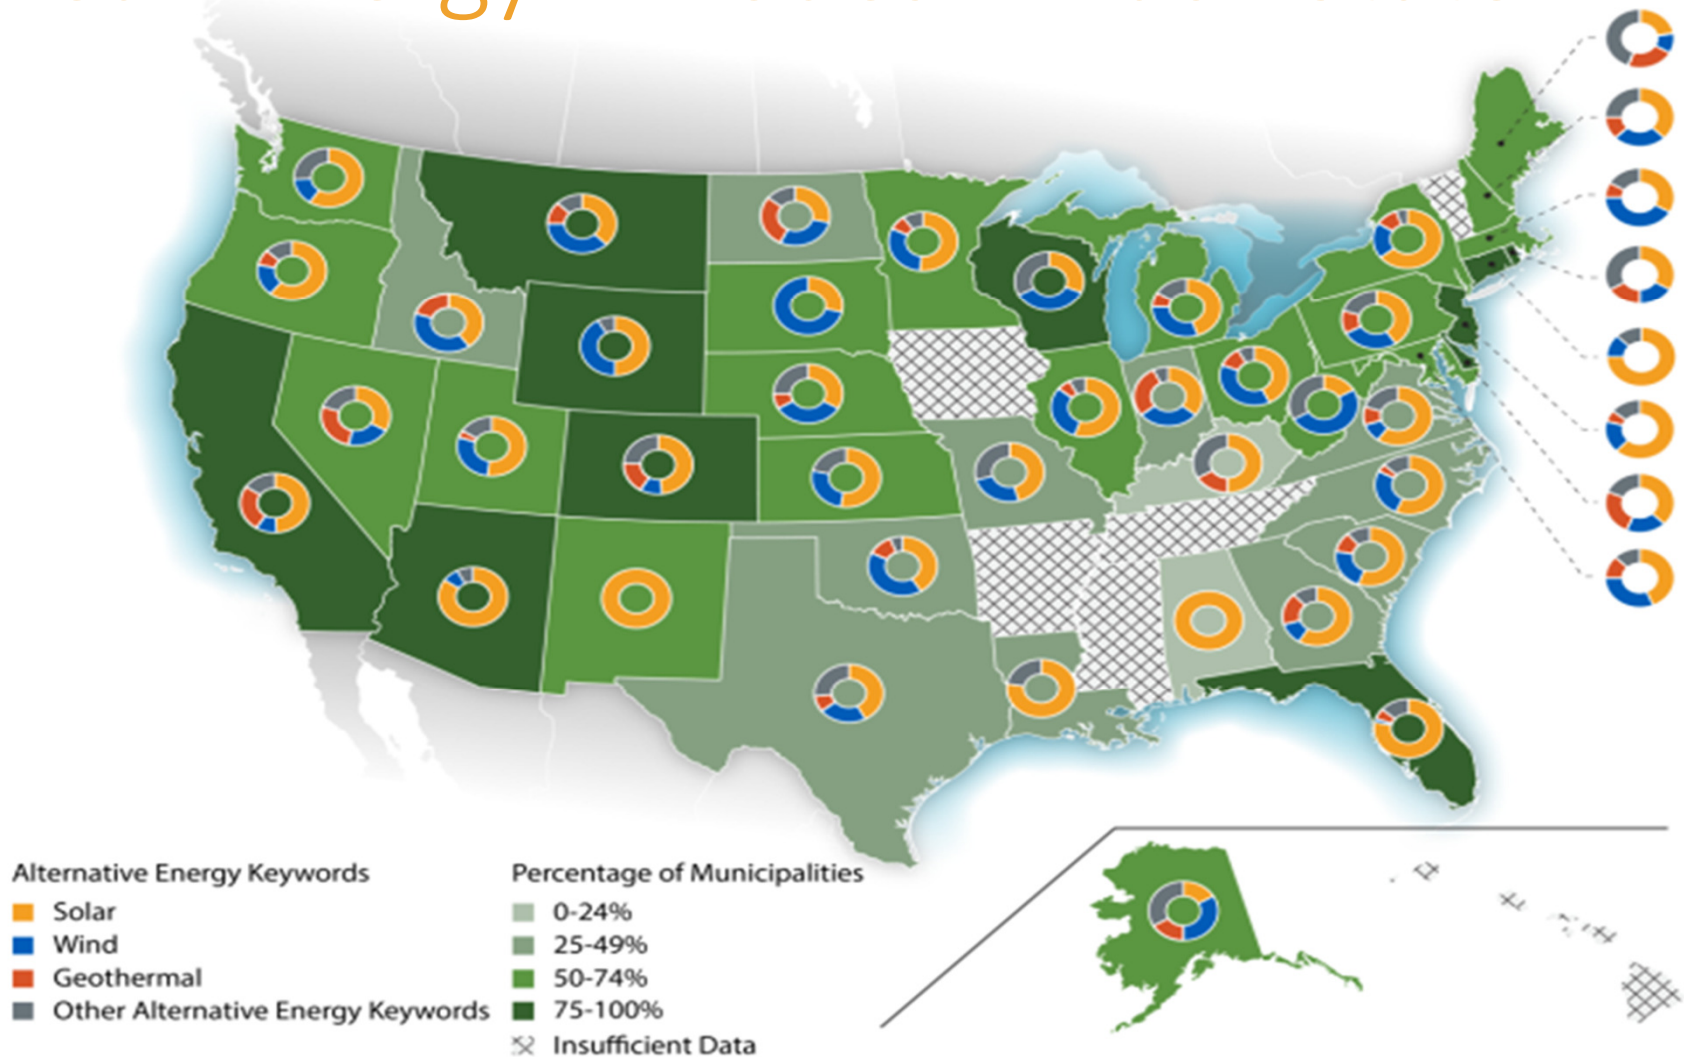 Alternative Energy Keywords
Solar
Wind
Geothermal
Other Alternative Energy Keywords
Percentage of Municipalities
0-24%
25-49%
50-74%
75-100%
Insufficient Data